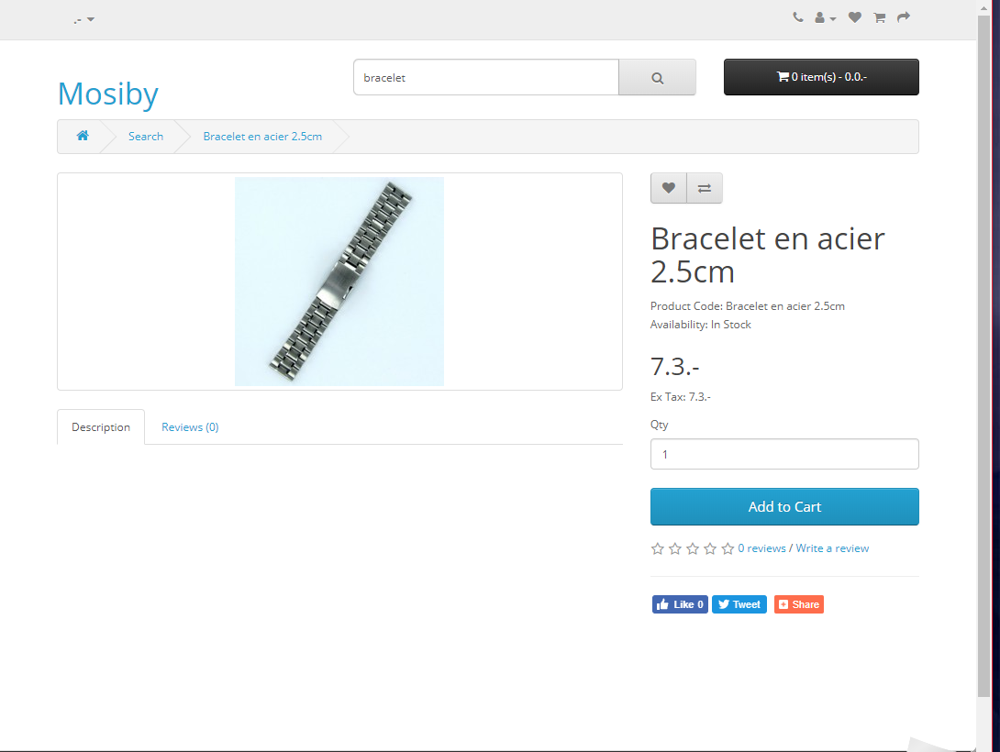 .-
Mosiby
bracelet
0 item(s) - 0.0.-
Search
Bracelet en acier 2.5cm
Bracelet en acier
2.5cm
Product Code: Bracelet en acier 2.5cm
Availability: In Stock
7.3.-
Ex Tax: 7.3.-
Qty
1
Add to Cart
0 reviews / Write a review
Like 0
Tweet
Share
Description
Reviews (0)